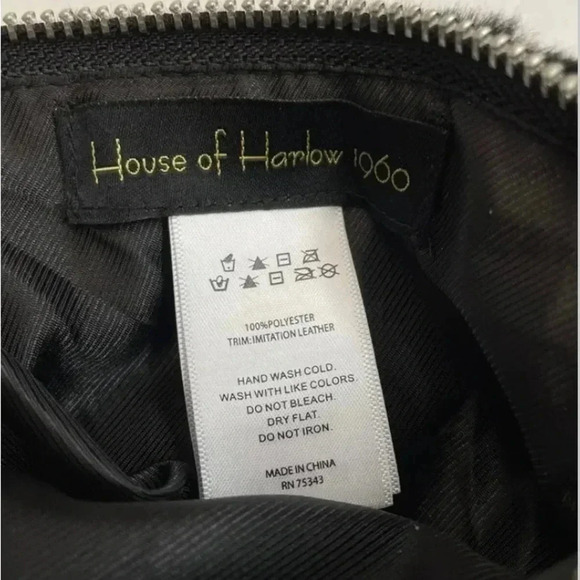 House of Harlow 1960
100%POLYESTER
TRIM:IMITATION LEATHER
HAND WASH COLD.
WASH WITH LIKE COLORS
DO NOT BLEACH.
DRY FLAT.
DO NOT IRON.
MADE IN CHINA
RN 75343